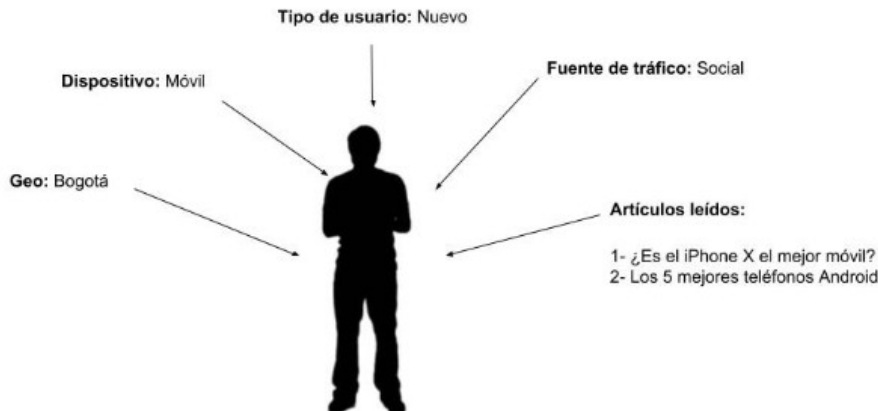 Tipo de usuario: Nuevo
Dispositivo: Móvil
Fuente de tráfico: Social
Geo: Bogotá
Artículos leídos:
1- ¿Es el iPhone X el mejor móvil?
2- Los 5 mejores teléfonos Android